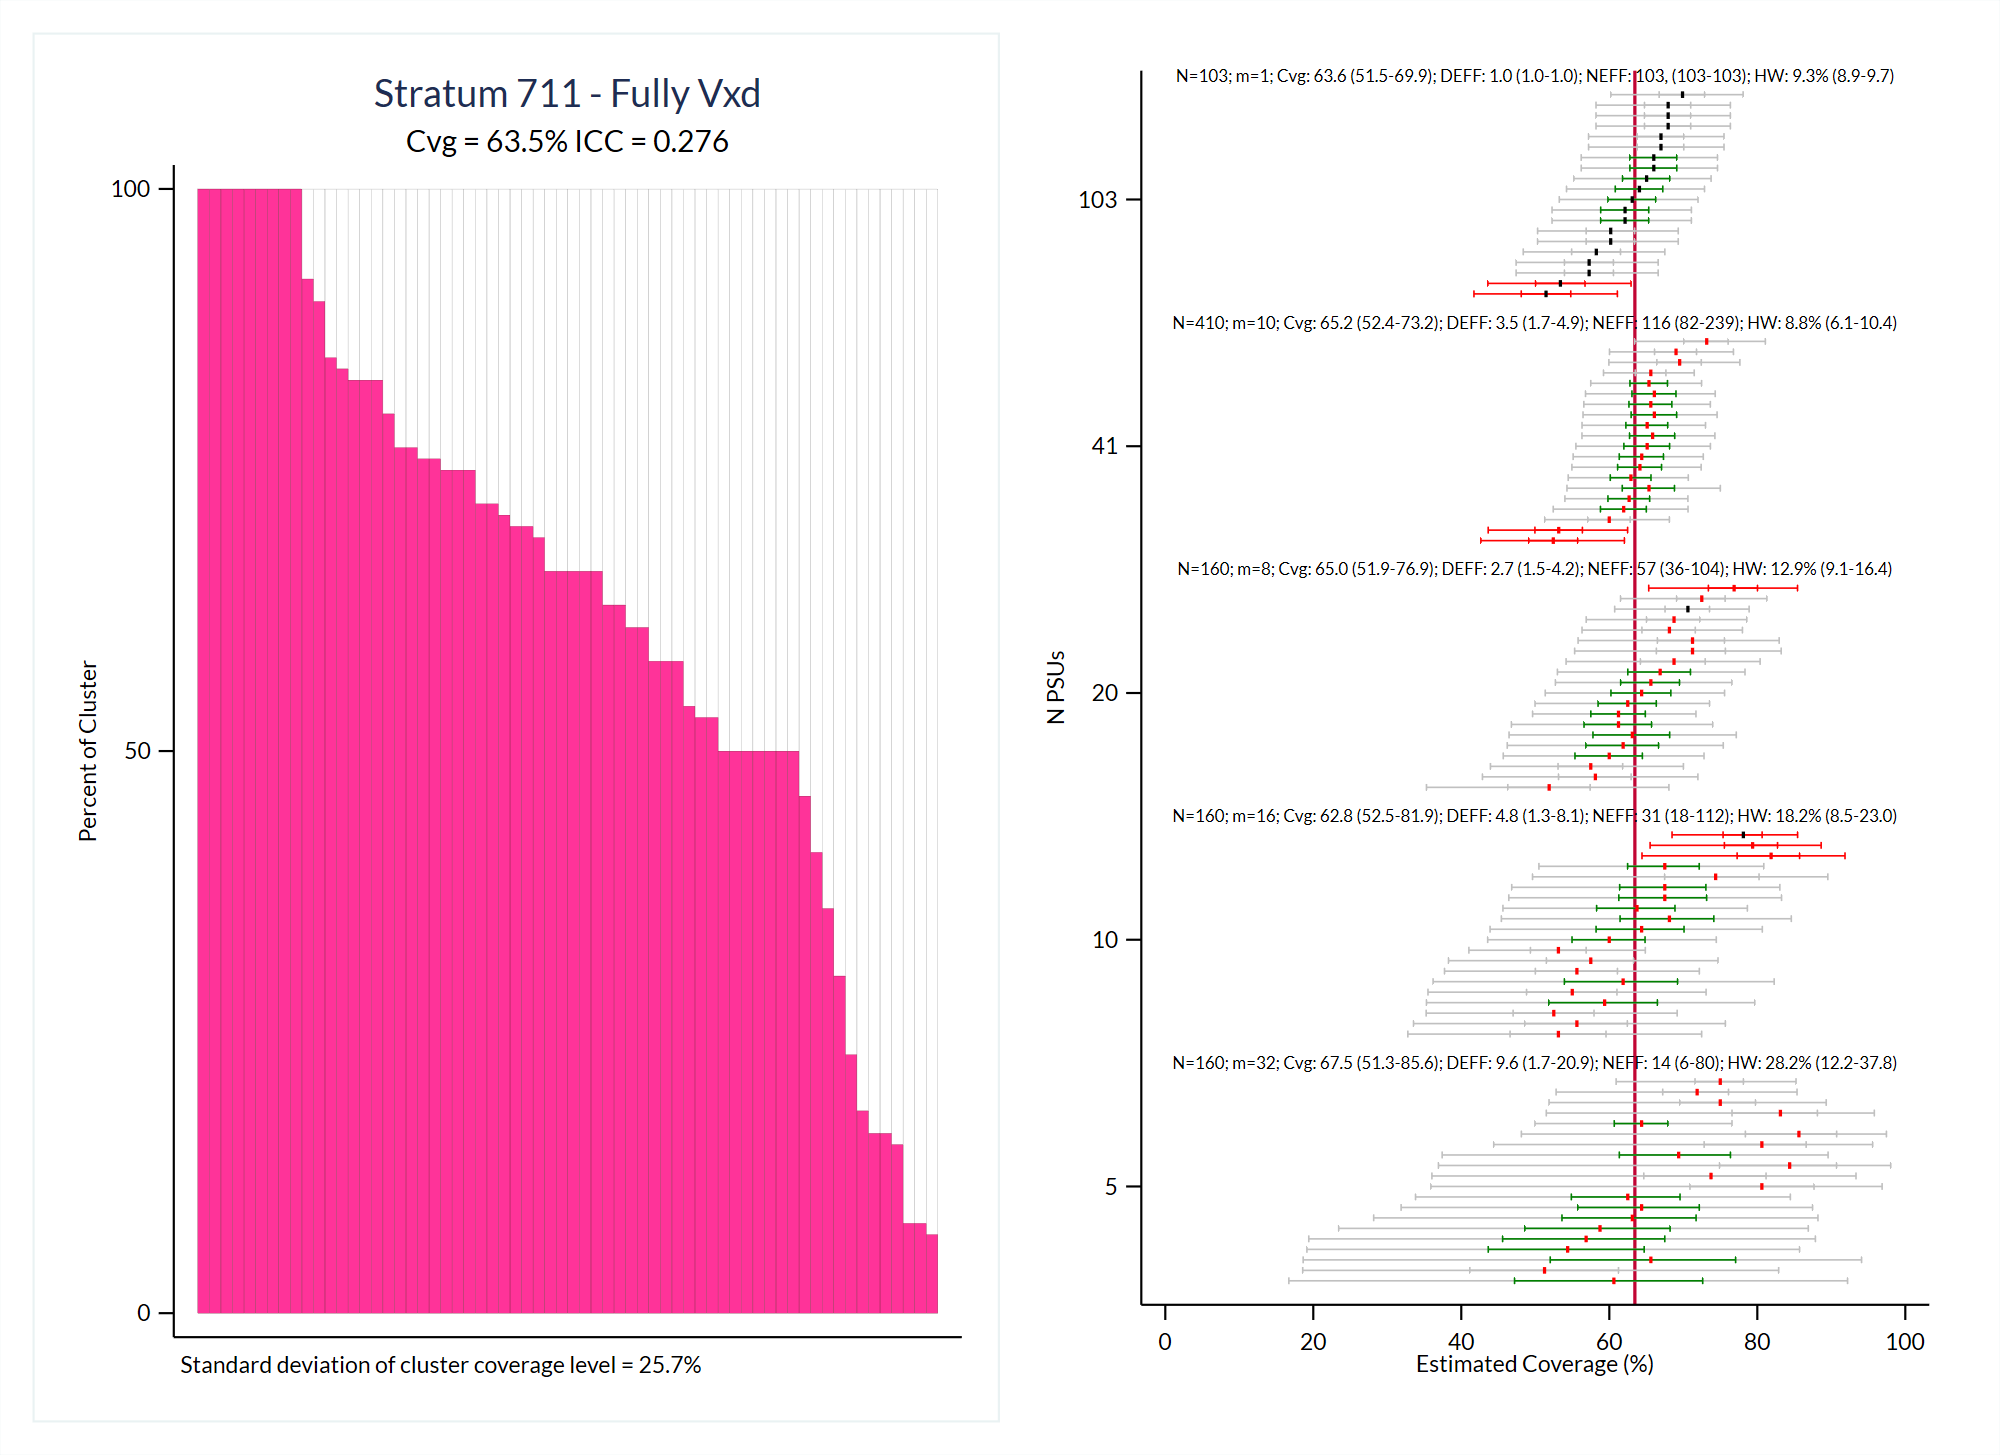 Stratum 711 - Fully Vxd
Cvg = 63.5% ICC = 0.276
100
50
0
Percent of Cluster
Standard deviation of cluster coverage level = 25.7%
N=103; m=1; Cvg: 63.6 (51.5-69.9); DEFF: 1.0 (1.0-1.0); NEFF: 103, (103-103); HW: 9.3% (8.9-9.7)
103
N=410; m=10; Cvg: 65.2 (52.4-73.2); DEFF: 3.5 (1.7-4.9); NEFF: 116 (82-239); HW: 8.8% (6.1-10.4)
41
N=160; m=8; Cvg: 65.0 (51.9-76.9); DEFF: 2.7 (1.5-4.2); NEFF: 57 (36-104); HW: 12.9% (9.1-16.4)
20
N=160; m=16; Cvg: 62.8 (52.5-81.9); DEFF: 4.8 (1.3-8.1); NEFF: 31 (18-112); HW: 18.2% (8.5-23.0)
10
N=160; m=32; Cvg: 67.5 (51.3-85.6); DEFF: 9.6 (1.7-20.9); NEFF: 14 (6-80); HW: 28.2% (12.2-37.8)
5
N PSUs
0 20 40 60 80 100
Estimated Coverage (%)